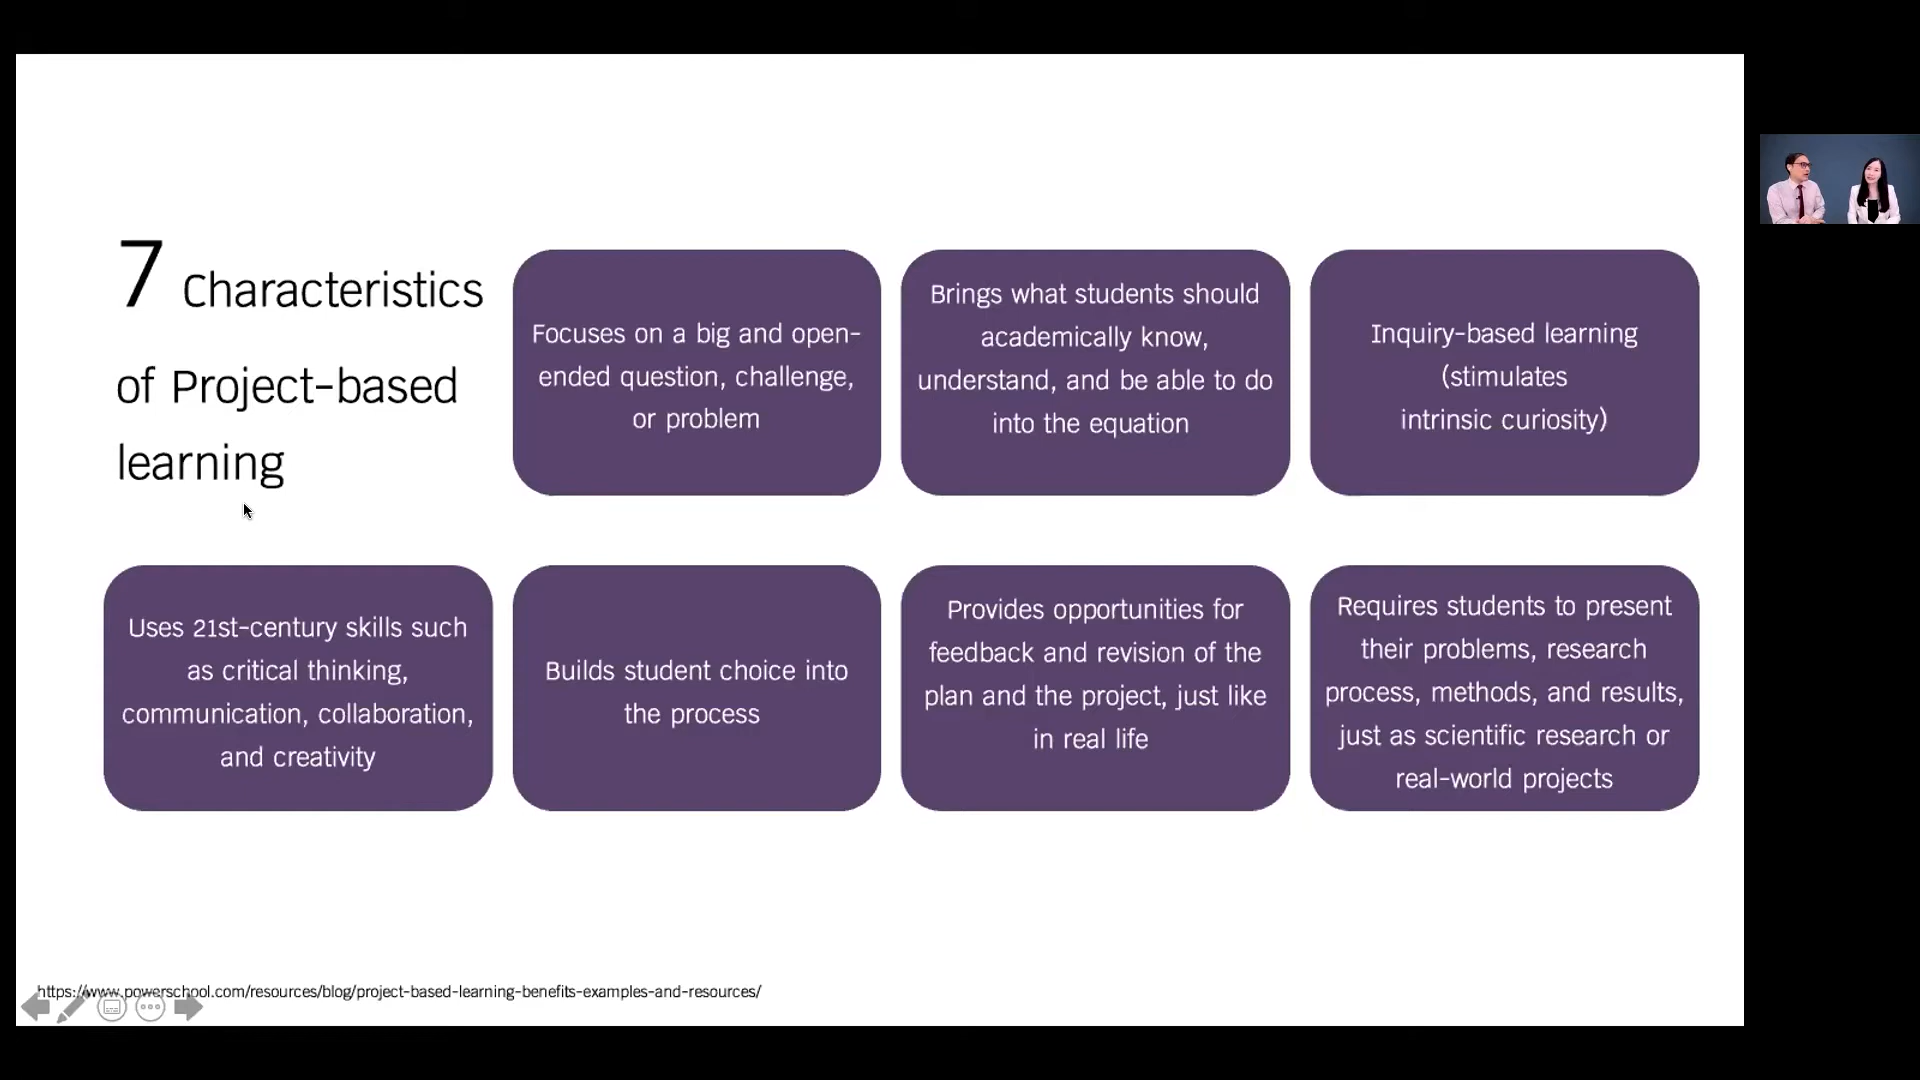 7 Characteristics
of Project-based
learning
Focuses on a big and open-
ended question, challenge,
or problem
Brings what students should
academically know,
understand, and be able to do
into the equation
Inquiry-based learning
(stimulates
intrinsic curiosity)
Uses 21st-century skills such
as critical thinking,
communication, collaboration,
and creativity
Builds student choice into
the process
Provides opportunities for
feedback and revision of the
plan and the project, just like
in real life
Requires students to present
their problems, research
process, methods, and results,
just as scientific research or
real-world projects
https://www.powerschool.com/resources/blog/project-based-learning-benefits-examples-and-resources/